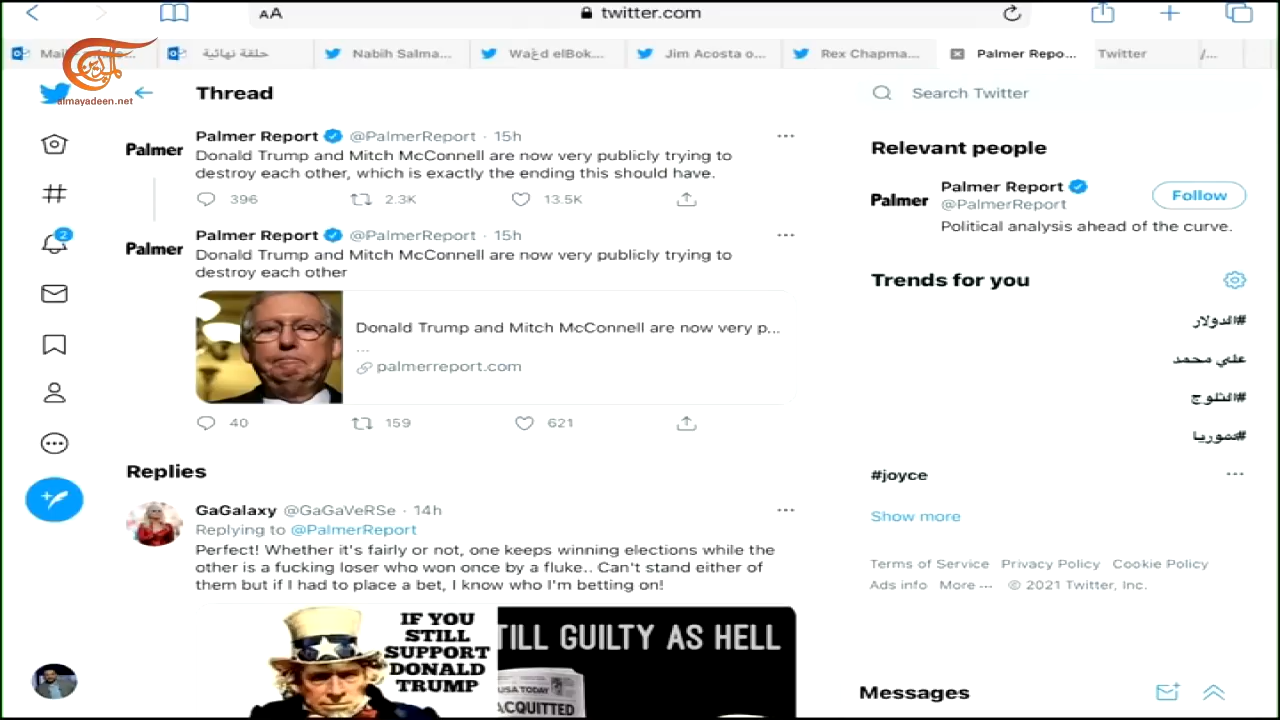 AA
twitter.com
حلقة نهائية
Nabih Salma...
Jim Acosta o...
Rex Chapma...
Palmer Repo...
Twitter
/...
almayadeen.net
Thread
Search Twitter
Palmer
Palmer Report @PalmerReport · 15h
Donald Trump and Mitch McConnell are now very publicly trying to
destroy each other, which is exactly the ending this should have.
396 2.3K 13.5K
Palmer
Palmer Report @PalmerReport · 15h
Donald Trump and Mitch McConnell are now very publicly trying to
destroy each other
Donald Trump and Mitch McConnell are now very p...
...
palmerreport.com
40 159 621
Replies
GaGalaxy @GaGaVeRSe · 14h
Replying to @PalmerReport
Perfect! Whether it's fairly or not, one keeps winning elections while the
other is a fucking loser who won once by a fluke.. Can't stand either of
them but if I had to place a bet, I know who I'm betting on!
IF YOU
STILL
SUPPORT
DONALD
TRUMP
TILL GUILTY AS HELL
USA TODAY
ACQUITTED
2
Relevant people
Palmer
Palmer Report
@PalmerReport
Follow
Political analysis ahead of the curve.
Trends for you
#الدولار
علي محمد
#الثلوج
#سوريا
#joyce
Show more
Terms of Service Privacy Policy Cookie Policy
Ads info More ··· © 2021 Twitter, Inc.
Messages